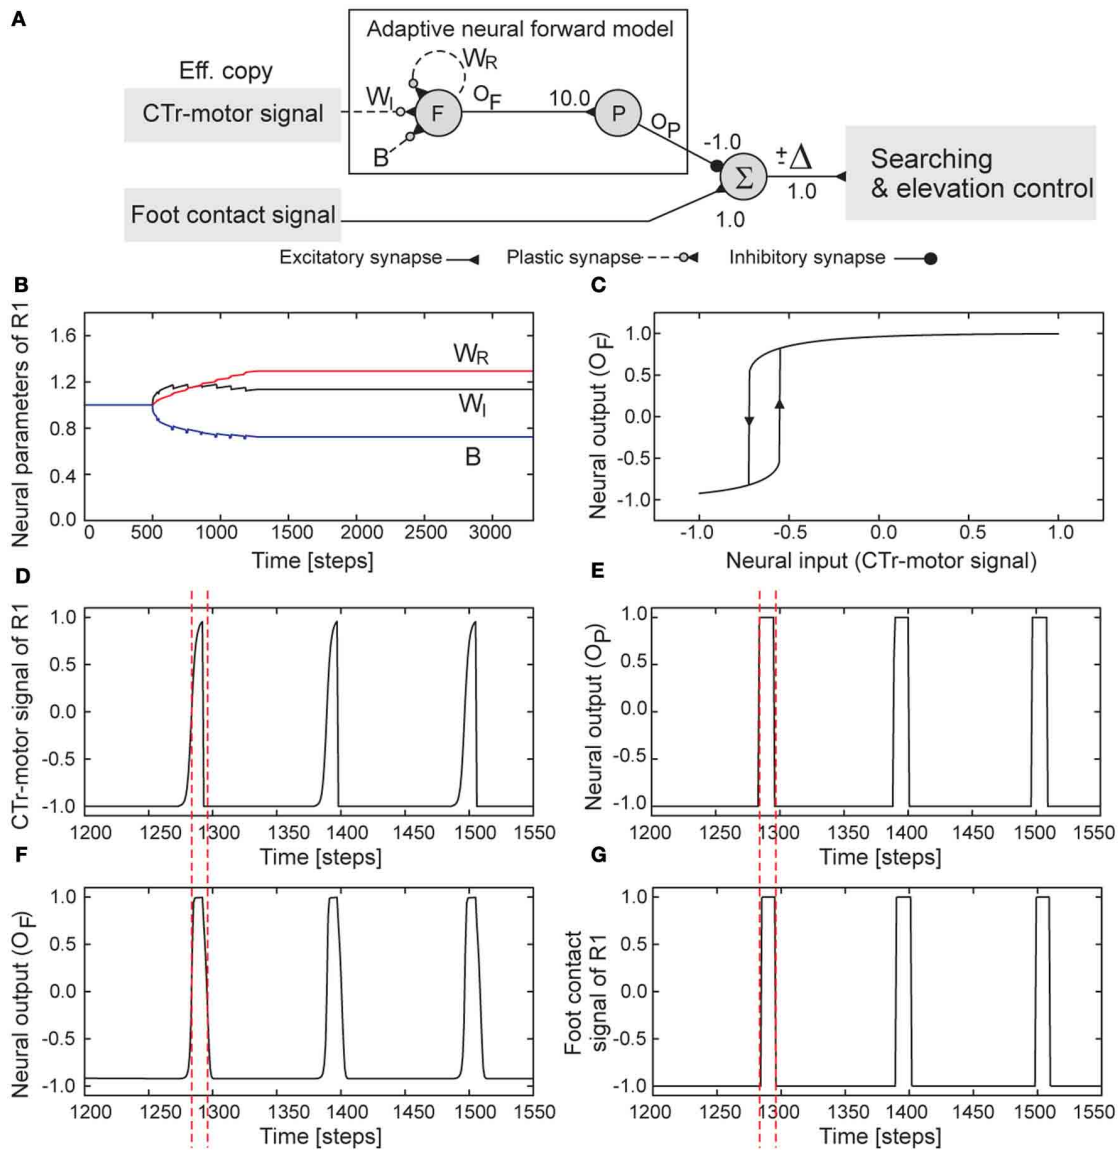 A
Adaptive neural forward model
Eff. copy
CTr-motor signal
W_R
W_I
B
F
O_F
10.0
P
O_P
-1.0
Σ
±Δ
1.0
1.0
Searching
& elevation control
Foot contact signal
Excitatory synapse
Plastic synapse
Inhibitory synapse
B
Neural parameters of R1
1.6
1.2
0.8
0.4
0.0
W_R
W_I
B
0 500 1000 1500 2000 2500 3000
Time [steps]
C
Neural output (O_F)
1.0
0.5
0.0
-0.5
-1.0
-1.0 -0.5 0.0 0.5 1.0
Neural input (CTr-motor signal)
D
CTr-motor signal of R1
1.0
0.5
0.0
-0.5
-1.0
1200 1250 1300 1350 1400 1450 1500 1550
Time [steps]
E
Neural output (O_P)
1.0
0.5
0.0
-0.5
-1.0
1200 1250 1300 1350 1400 1450 1500 1550
Time [steps]
F
Neural output (O_F)
1.0
0.5
0.0
-0.5
-1.0
1200 1250 1300 1350 1400 1450 1500 1550
Time [steps]
G
Foot contact
signal of R1
1.0
0.5
0.0
-0.5
-1.0
1200 1250 1300 1350 1400 1450 1500 1550
Time [steps]